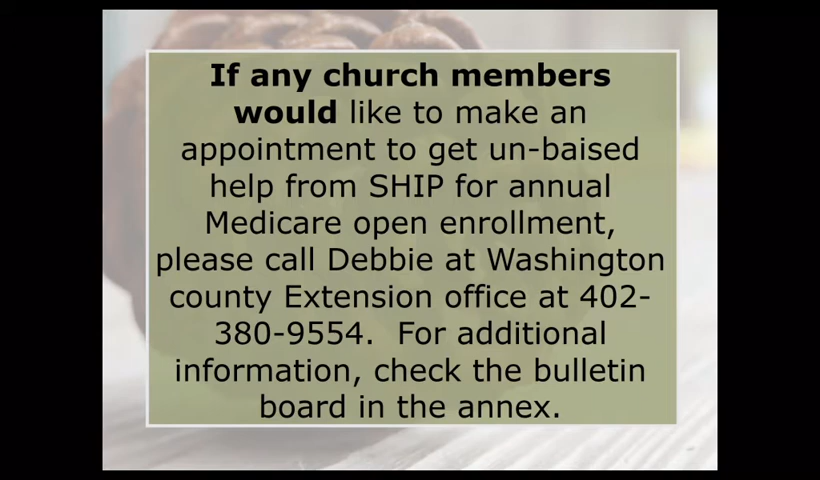 If any church members
would like to make an
appointment to get un-baised
help from SHIP for annual
Medicare open enrollment,
please call Debbie at Washington
county Extension office at 402-
380-9554.  For additional
information, check the bulletin
board in the annex.